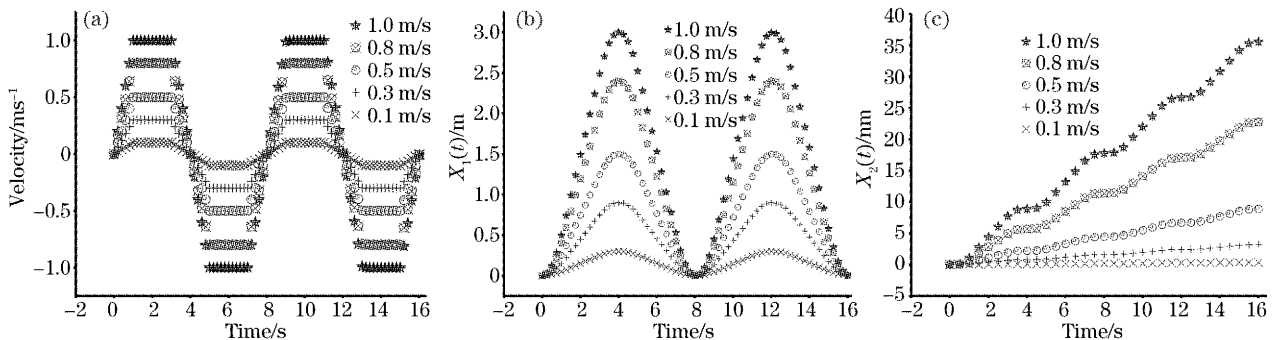 (a)
Velocity/ms⁻¹
1.0
0.5
0
−0.5
−1.0
1.0 m/s
0.8 m/s
0.5 m/s
0.3 m/s
0.1 m/s
−2 0 2 4 6 8 10 12 14 16
Time/s
(b)
X₁(t)/m
3.0
2.5
2.0
1.5
1.0
0.5
0
1.0 m/s
0.8 m/s
0.5 m/s
0.3 m/s
0.1 m/s
−2 0 2 4 6 8 10 12 14 16
Time/s
(c)
X₂(t)/nm
40
35
30
25
20
15
10
5
0
−5
1.0 m/s
0.8 m/s
0.5 m/s
0.3 m/s
0.1 m/s
−2 0 2 4 6 8 10 12 14 16
Time/s